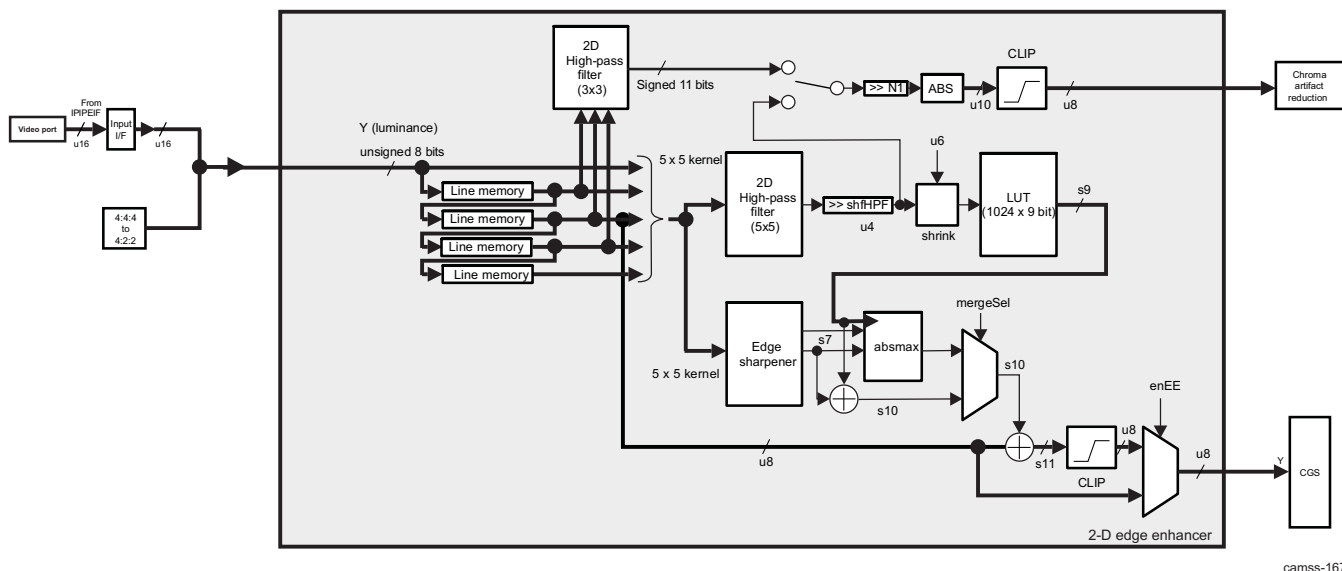 2D
High-pass
filter
(3x3)
Signed 11 bits
CLIP
>> N1
ABS
u10
u8
Chroma
artifact
reduction
From
IPIPEIF
Video port
u16
Input
I/F
u16
Y (luminance)
unsigned 8 bits
5 x 5 kernel
Line memory
Line memory
Line memory
Line memory
4:4:4
to
4:2:2
2D
High-pass
filter
(5x5)
>> shfHPF
u4
u6
shrink
LUT
(1024 x 9 bit)
s9
mergeSel
Edge
sharpener
5 x 5 kernel
s7
absmax
s10
s10
enEE
u8
s11
CLIP
u8
u8
Y
CGS
2-D edge enhancer
camss-167